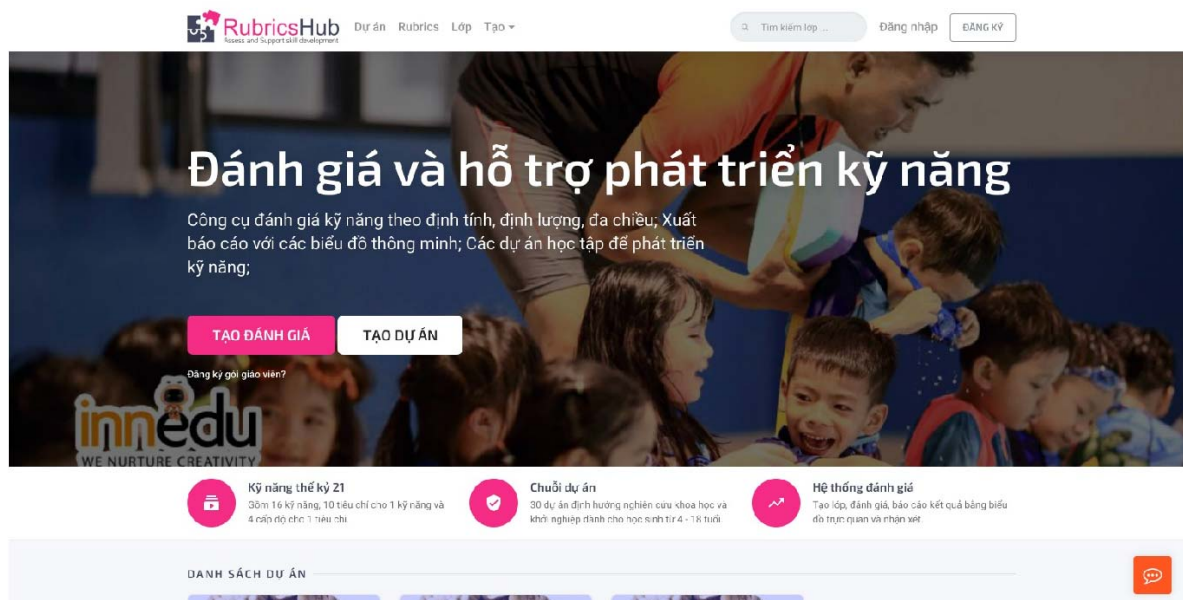 RubricsHub
Assess and Support skill development
Dự án Rubrics Lớp Tạo
Tìm kiếm lớp ...
Đăng nhập
ĐĂNG KÝ
Đánh giá và hỗ trợ phát triển kỹ năng
Công cụ đánh giá kỹ năng theo định tính, định lượng, đa chiều; Xuất
báo cáo với các biểu đồ thông minh; Các dự án học tập để phát triển
kỹ năng;
TẠO ĐÁNH GIÁ
TẠO DỰ ÁN
Đăng ký gói giáo viên?
innedu
WE NURTURE CREATIVITY
Kỹ năng thế kỷ 21
Gồm 16 kỹ năng, 10 tiêu chí cho 1 kỹ năng và
4 cấp độ cho 1 tiêu chí.
Chuỗi dự án
30 dự án định hướng nghiên cứu khoa học và
khởi nghiệp dành cho học sinh từ 4 - 18 tuổi.
Hệ thống đánh giá
Tạo lớp, đánh giá, báo cáo kết quả bằng biểu
đồ trực quan và nhận xét.
DANH SÁCH DỰ ÁN